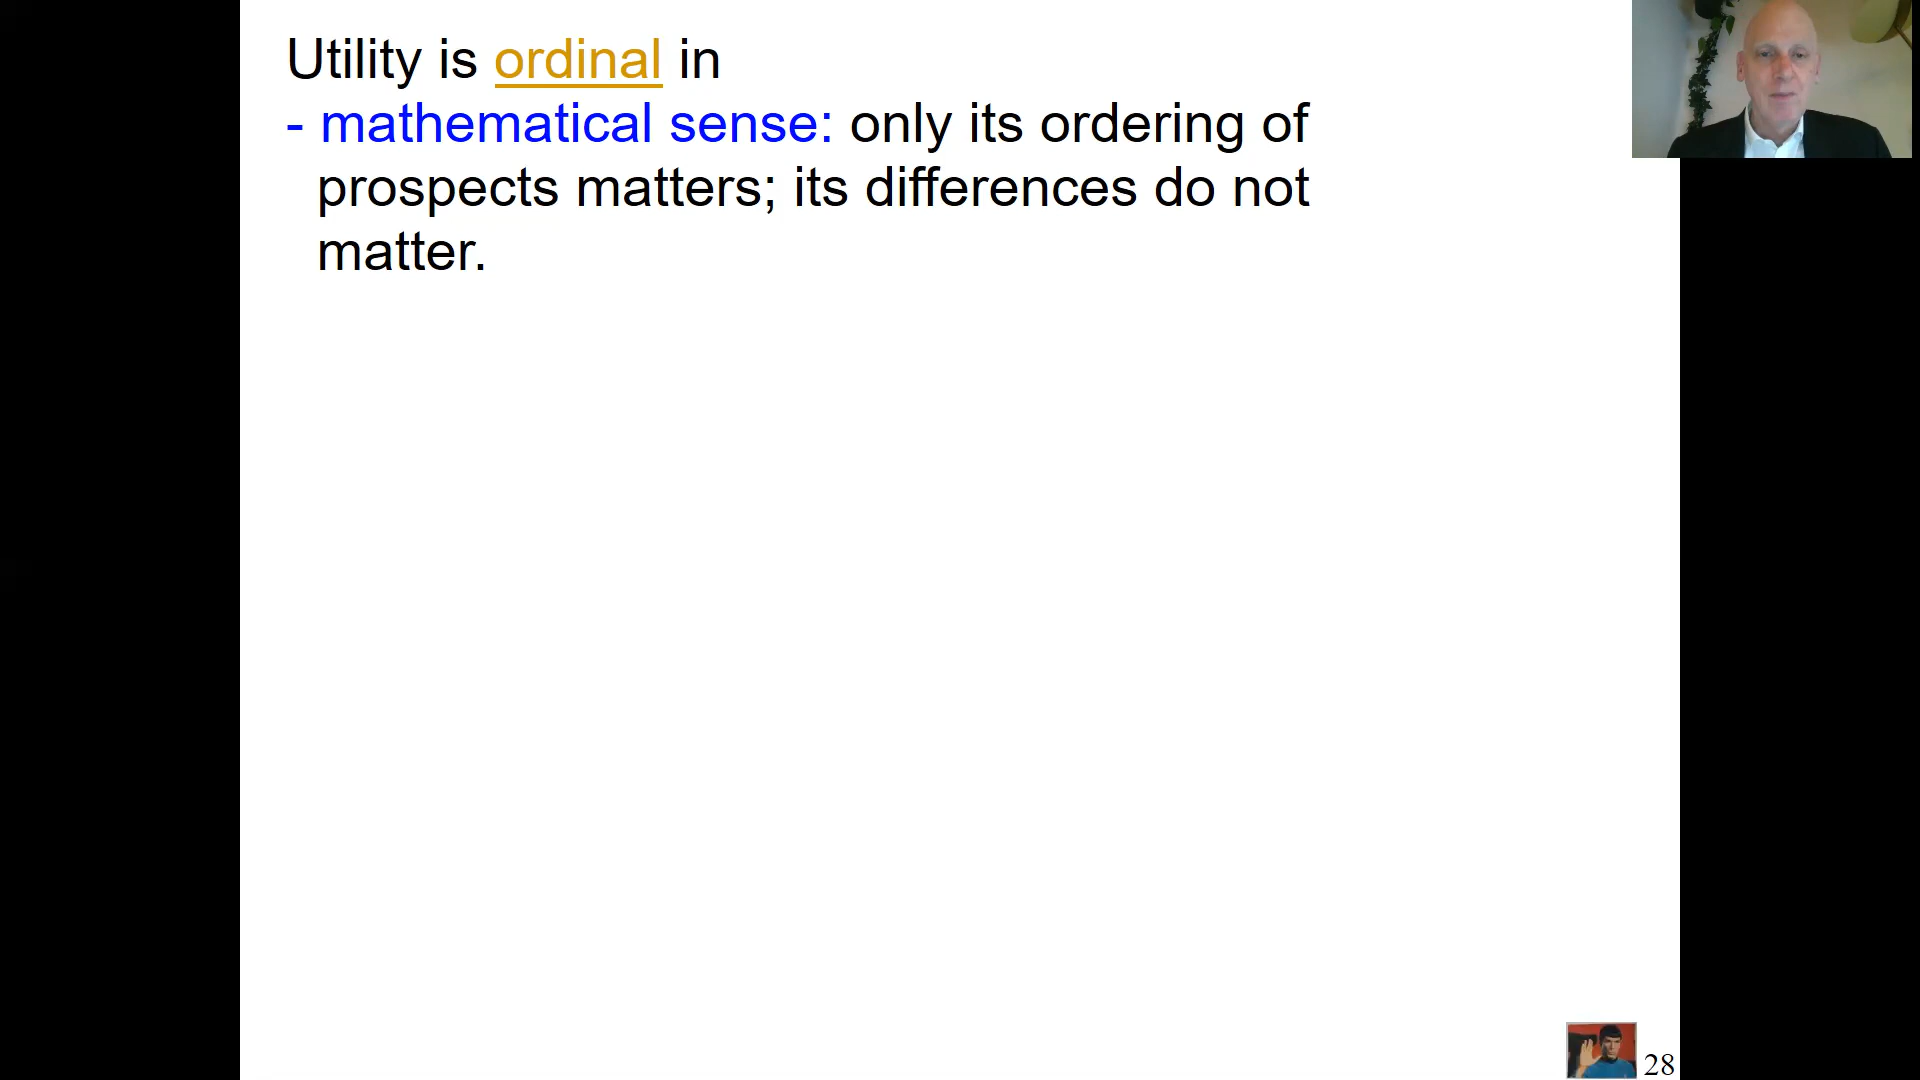 Utility is ordinal in
- mathematical sense: only its ordering of
prospects matters; its differences do not
matter.
28